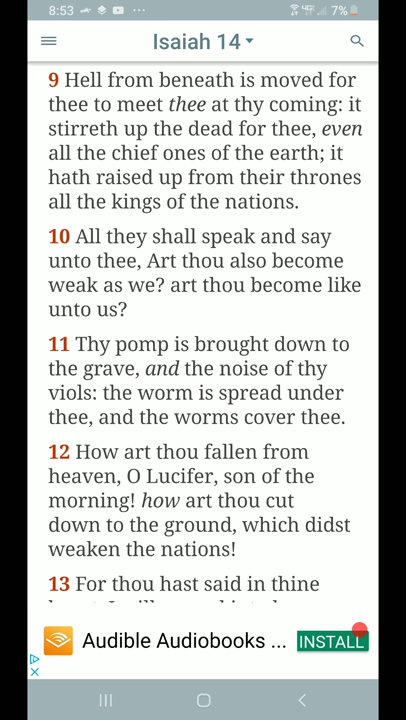 8:53 ... 7%
Isaiah 14
9 Hell from beneath is moved for
thee to meet thee at thy coming: it
stirreth up the dead for thee, even
all the chief ones of the earth; it
hath raised up from their thrones
all the kings of the nations.
10 All they shall speak and say
unto thee, Art thou also become
weak as we? art thou become like
unto us?
11 Thy pomp is brought down to
the grave, and the noise of thy
viols: the worm is spread under
thee, and the worms cover thee.
12 How art thou fallen from
heaven, O Lucifer, son of the
morning! how art thou cut
down to the ground, which didst
weaken the nations!
13 For thou hast said in thine
Audible Audiobooks ... INSTALL